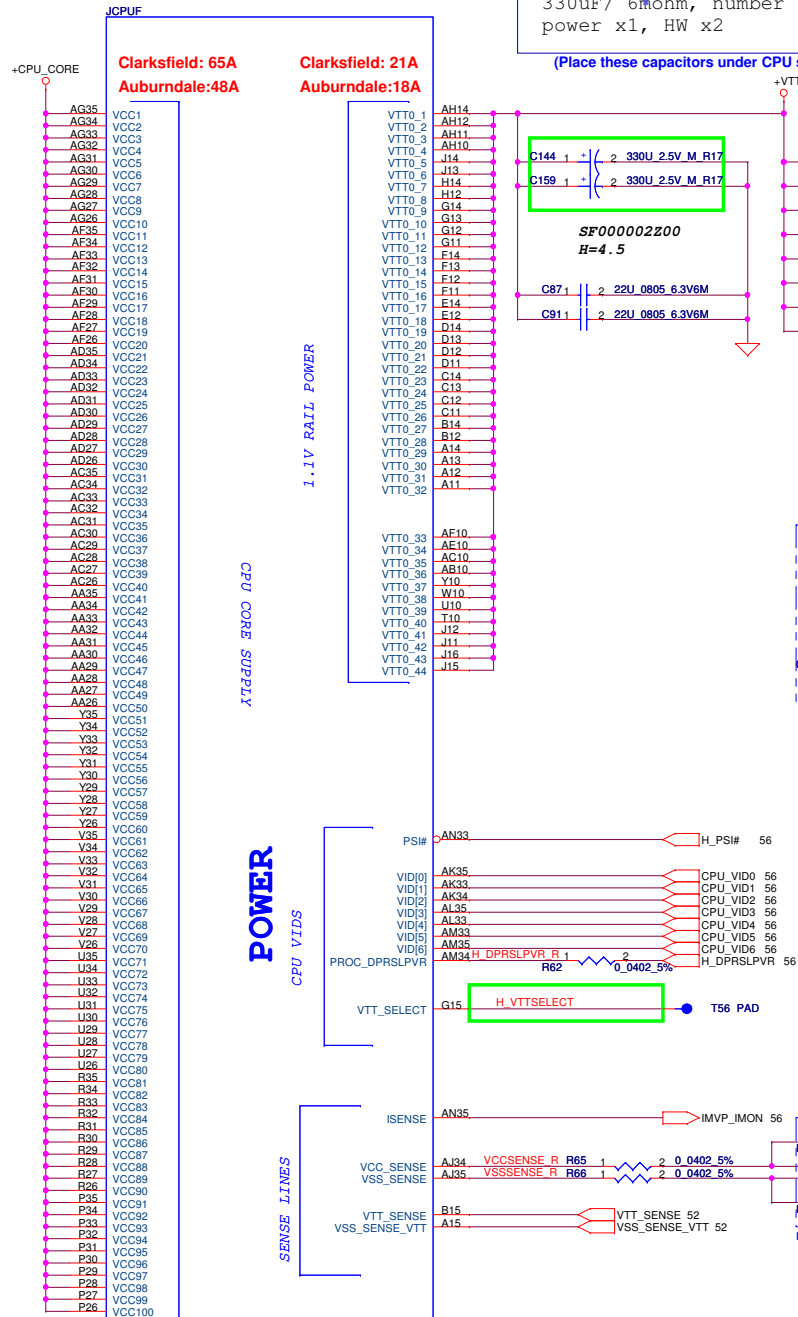 330uF/ 6mohm, number
power x1, HW x2
(Place these capacitors under CPU s
JCPUF
+CPU_CORE
Clarksfield: 65A
Auburndale:48A
Clarksfield: 21A
Auburndale:18A
+VTT
AG35 VCC1
AG34 VCC2
AG33 VCC3
AG32 VCC4
AG31 VCC5
AG30 VCC6
AG29 VCC7
AG28 VCC8
AG27 VCC9
AG26 VCC10
AF35 VCC11
AF34 VCC12
AF33 VCC13
AF32 VCC14
AF31 VCC15
AF30 VCC16
AF29 VCC17
AF28 VCC18
AF27 VCC19
AF26 VCC20
AD35 VCC21
AD34 VCC22
AD33 VCC23
AD32 VCC24
AD31 VCC25
AD30 VCC26
AD29 VCC27
AD28 VCC28
AD27 VCC29
AD26 VCC30
AC35 VCC31
AC34 VCC32
AC33 VCC33
AC32 VCC34
AC31 VCC35
AC30 VCC36
AC29 VCC37
AC28 VCC38
AC27 VCC39
AC26 VCC40
AA35 VCC41
AA34 VCC42
AA33 VCC43
AA32 VCC44
AA31 VCC45
AA30 VCC46
AA29 VCC47
AA28 VCC48
AA27 VCC49
AA26 VCC50
Y35 VCC51
Y34 VCC52
Y33 VCC53
Y32 VCC54
Y31 VCC55
Y30 VCC56
Y29 VCC57
Y28 VCC58
Y27 VCC59
Y26 VCC60
V35 VCC61
V34 VCC62
V33 VCC63
V32 VCC64
V31 VCC65
V30 VCC66
V29 VCC67
V28 VCC68
V27 VCC69
V26 VCC70
U35 VCC71
U34 VCC72
U33 VCC73
U32 VCC74
U31 VCC75
U30 VCC76
U29 VCC77
U28 VCC78
U27 VCC79
U26 VCC80
R35 VCC81
R34 VCC82
R33 VCC83
R32 VCC84
R31 VCC85
R30 VCC86
R29 VCC87
R28 VCC88
R27 VCC89
R26 VCC90
P35 VCC91
P34 VCC92
P33 VCC93
P32 VCC94
P31 VCC95
P30 VCC96
P29 VCC97
P28 VCC98
P27 VCC99
P26 VCC100
CPU CORE SUPPLY
POWER
1.1V RAIL POWER
VTT0_1 AH14
VTT0_2 AH12
VTT0_3 AH11
VTT0_4 AH10
VTT0_5 J14
VTT0_6 J13
VTT0_7 H14
VTT0_8 H12
VTT0_9 G14
VTT0_10 G13
VTT0_11 G12
VTT0_12 G11
VTT0_13 F14
VTT0_14 F13
VTT0_15 F12
VTT0_16 F11
VTT0_17 E14
VTT0_18 E12
VTT0_19 D14
VTT0_20 D13
VTT0_21 D12
VTT0_22 D11
VTT0_23 C14
VTT0_24 C13
VTT0_25 C12
VTT0_26 C11
VTT0_27 B14
VTT0_28 B12
VTT0_29 A14
VTT0_30 A13
VTT0_31 A12
VTT0_32 A11
VTT0_33 AF10
VTT0_34 AE10
VTT0_35 AC10
VTT0_36 AB10
VTT0_37 Y10
VTT0_38 W10
VTT0_39 U10
VTT0_40 T10
VTT0_41 J12
VTT0_42 J11
VTT0_43 J16
VTT0_44 J15
C144 1 + 2 330U_2.5V_M_R17
C159 1 + 2 330U_2.5V_M_R17
SF000002Z00
H=4.5
C87 1 2 22U_0805_6.3V6M
C91 1 2 22U_0805_6.3V6M
CPU VIDS
PSI# AN33 H_PSI# 56
VID[0] AK35 CPU_VID0 56
VID[1] AK33 CPU_VID1 56
VID[2] AK34 CPU_VID2 56
VID[3] AL35 CPU_VID3 56
VID[4] AL33 CPU_VID4 56
VID[5] AM33 CPU_VID5 56
VID[6] AM35 CPU_VID6 56
PROC_DPRSLPVR AM34 H_DPRSLPVR_R 1 2 H_DPRSLPVR 56
R62 0_0402_5%
VTT_SELECT G15 H_VTTSELECT T56 PAD
SENSE LINES
ISENSE AN35 IMVP_IMON 56
VCC_SENSE AJ34 VCCSENSE_R R65 1 2 0_0402_5%
VSS_SENSE AJ35 VSSSENSE_R R66 1 2 0_0402_5%
VTT_SENSE B15 VTT_SENSE 52
VSS_SENSE_VTT A15 VSS_SENSE_VTT 52